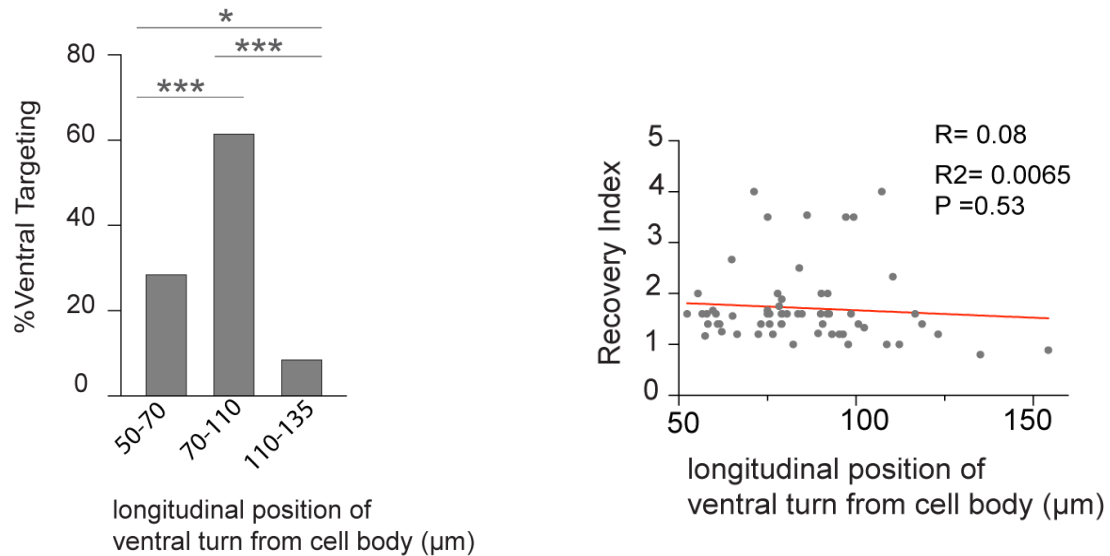 *
***
***
80
60
40
20
0
%Ventral Targeting
50-70
70-110
110-135
longitudinal position of
ventral turn from cell body (µm)
R= 0.08
R2= 0.0065
P =0.53
5
4
3
2
1
0
Recovery Index
50
100
150
longitudinal position of
ventral turn from cell body (µm)